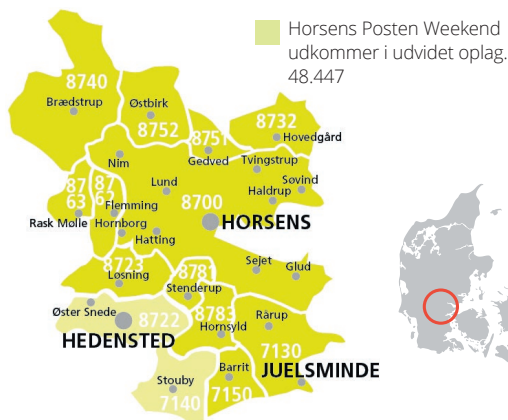 Horsens Posten Weekend
udkommer i udvidet oplag.
48.447
8740
Brædstrup
Østbirk
8752
8751
Gedved
8732
Hovedgård
Nim
Tvingstrup
Lund
Søvind
Haldrup
87
63
87
6
Flemming
8700
HORSENS
Rask Mølle
Hornborg
Hatting
8723
Løsning
8781
Stenderup
Sejet
Glud
Øster Snede
8722
HEDENSTED
8783
Hornsyld
Rårup
7130
JUELSMINDE
Stouby
7140
Barrit
7150